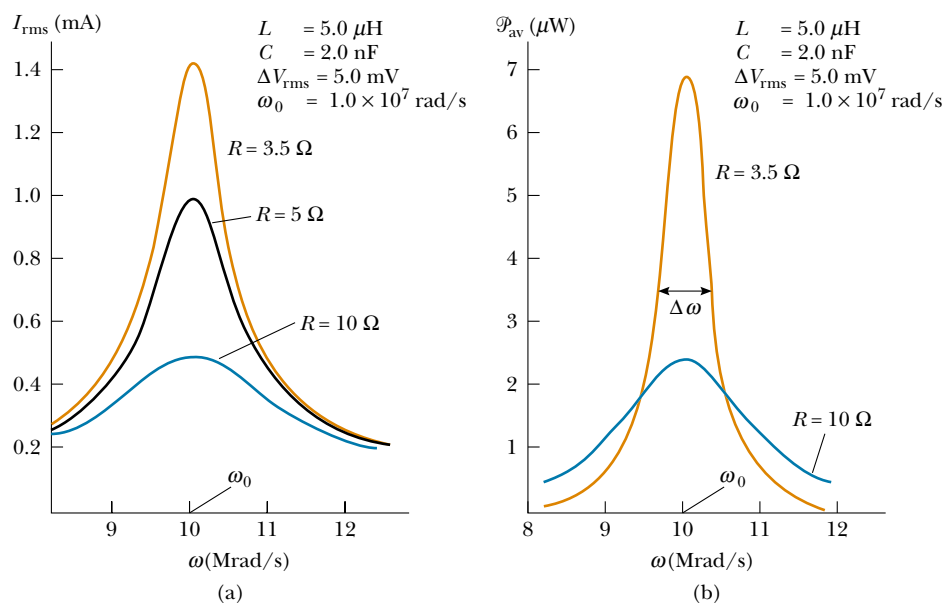 I_rms (mA)
L = 5.0 μH
C = 2.0 nF
ΔV_rms = 5.0 mV
ω_0 = 1.0 × 10^7 rad/s
1.4
1.2
1.0
0.8
0.6
0.4
0.2
R = 3.5 Ω
R = 5 Ω
R = 10 Ω
ω_0
9 10 11 12
ω(Mrad/s)
(a)
𝒫_av (μW)
L = 5.0 μH
C = 2.0 nF
ΔV_rms = 5.0 mV
ω_0 = 1.0 × 10^7 rad/s
7
6
5
4
3
2
1
R = 3.5 Ω
Δω
R = 10 Ω
ω_0
8 9 10 11 12
ω(Mrad/s)
(b)